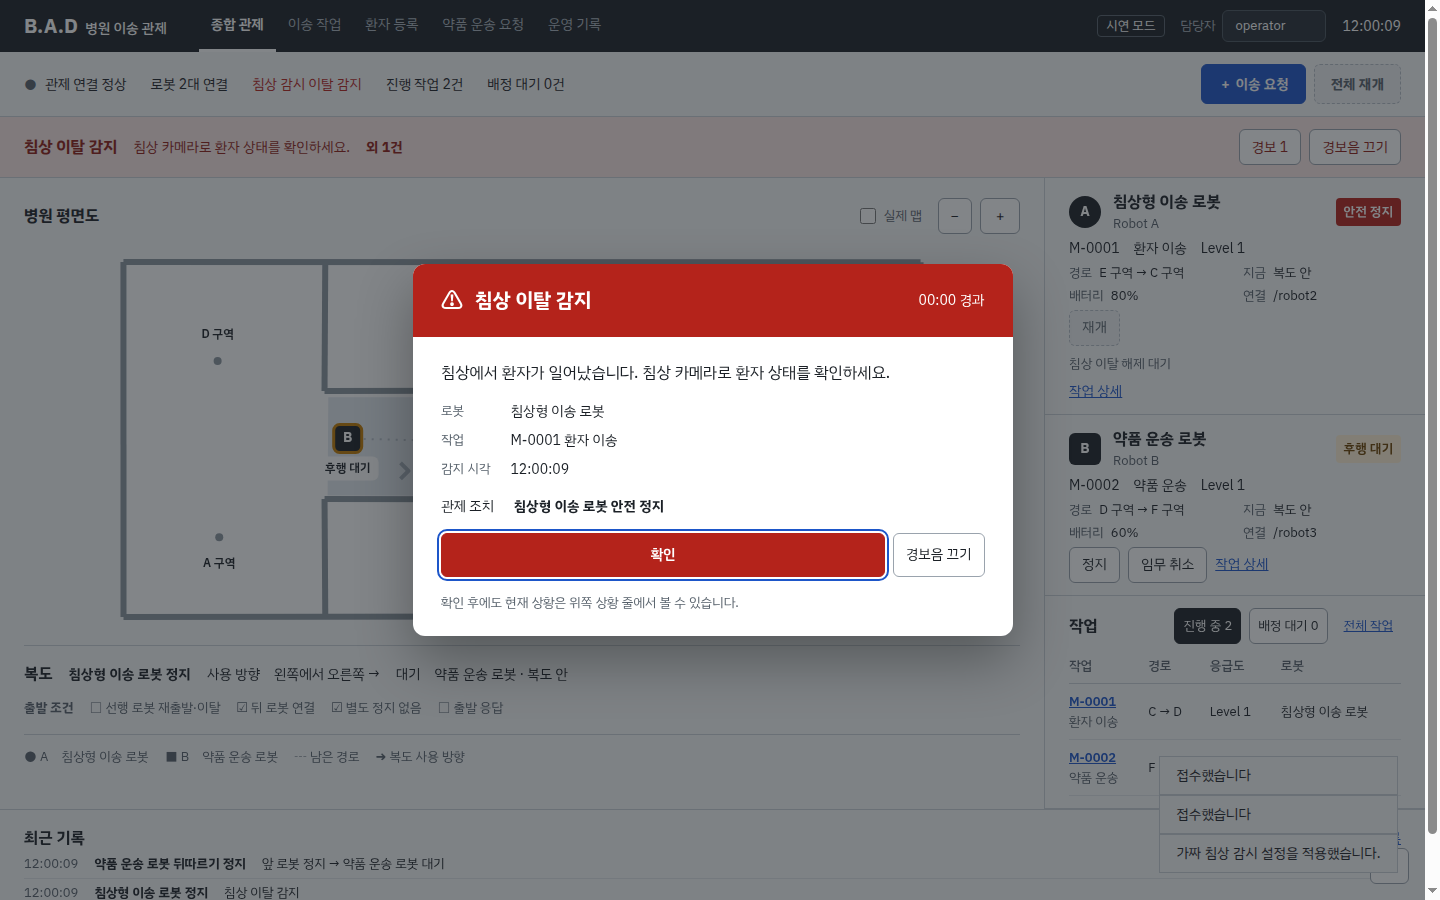 B.A.D 병원 이송 관제 종합 관제 이송 작업 환자 등록 약품 운송 요청 운영 기록 시연 모드 담당자 operator 12:00:09
관제 연결 정상 로봇 2대 연결 침상 감시 이탈 감지 진행 작업 2건 배정 대기 0건 + 이송 요청 전체 재개
침상 이탈 감지 침상 카메라로 환자 상태를 확인하세요. 외 1건 경보 1 경보음 끄기
병원 평면도 실제 맵 − +
D 구역
B
후행 대기
A 구역
침상 이탈 감지 00:00 경과
침상에서 환자가 일어났습니다. 침상 카메라로 환자 상태를 확인하세요.
로봇 침상형 이송 로봇
작업 M-0001 환자 이송
감지 시각 12:00:09
관제 조치 침상형 이송 로봇 안전 정지
확인 경보음 끄기
확인 후에도 현재 상황은 위쪽 상황 줄에서 볼 수 있습니다.
복도 침상형 이송 로봇 정지 사용 방향 왼쪽에서 오른쪽 → 대기 약품 운송 로봇 · 복도 안
출발 조건 ☐ 선행 로봇 재출발·이탈 ☑ 뒤 로봇 연결 ☑ 별도 정지 없음 ☐ 출발 응답
● A 침상형 이송 로봇 ■ B 약품 운송 로봇 ┄ 남은 경로 → 복도 사용 방향
A 침상형 이송 로봇 안전 정지
Robot A
M-0001 환자 이송 Level 1
경로 E 구역 → C 구역 지금 복도 안
배터리 80% 연결 /robot2
재개
침상 이탈 해제 대기
작업 상세
B 약품 운송 로봇 후행 대기
Robot B
M-0002 약품 운송 Level 1
경로 D 구역 → F 구역 지금 복도 안
배터리 60% 연결 /robot3
정지 임무 취소 작업 상세
작업 진행 중 2 배정 대기 0 전체 작업
작업 경로 응급도 로봇
M-0001 C → D Level 1 침상형 이송 로봇
환자 이송
M-0002 F
약품 운송
접수했습니다
접수했습니다
가짜 침상 감시 설정을 적용했습니다.
최근 기록
12:00:09 약품 운송 로봇 뒤따르기 정지 앞 로봇 정지 → 약품 운송 로봇 대기
12:00:09 침상형 이송 로봇 정지 침상 이탈 감지